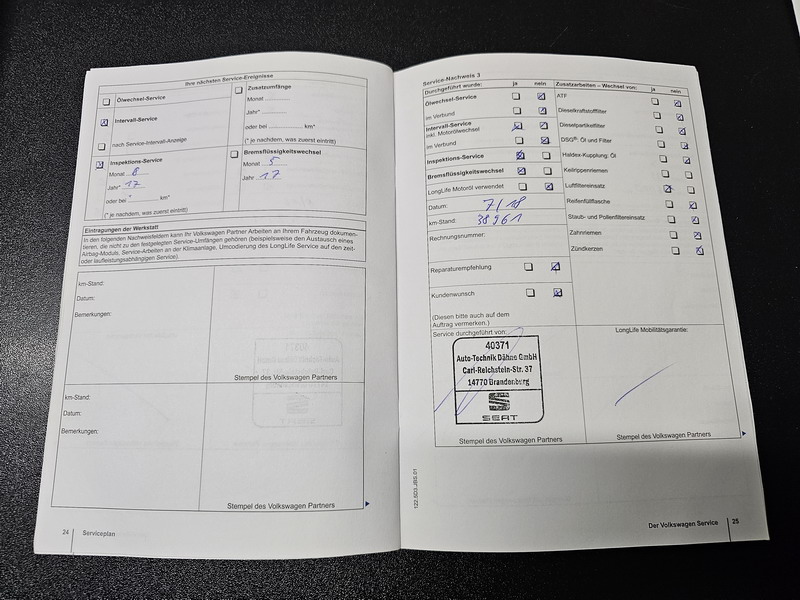 Ihre nächsten Service-Ereignisse
Ölwechsel-Service
Intervall-Service
nach Service-Intervall-Anzeige
Inspektions-Service
Monat 8
Jahr* 17
oder bei ............ km*
(* je nachdem, was zuerst eintritt)
Zusatzumfänge
Monat ............
Jahr* ............
oder bei ............ km*
(* je nachdem, was zuerst eintritt)
Bremsflüssigkeitswechsel
Monat 5
Jahr 17
Eintragungen der Werkstatt
In den folgenden Nachweisfeldern kann Ihr Volkswagen Partner Arbeiten an Ihrem Fahrzeug dokumen-
tieren, die nicht zu den festgelegten Service-Umfängen gehören (beispielsweise den Austausch eines
Airbag-Moduls, Service-Arbeiten an der Klimaanlage, Umcodierung des LongLife Service auf den zeit-
oder laufleistungsabhängigen Service).
km-Stand:
Datum:
Bemerkungen:
Stempel des Volkswagen Partners
km-Stand:
Datum:
Bemerkungen:
Stempel des Volkswagen Partners
24 Serviceplan
Service-Nachweis 3
Durchgeführt wurde: ja nein
Ölwechsel-Service
im Verbund
Intervall-Service
inkl. Motorölwechsel
im Verbund
Inspektions-Service
Bremsflüssigkeitswechsel
LongLife Motoröl verwendet
Datum: 7/18
km-Stand: 38961
Rechnungsnummer:
Reparaturempfehlung
Kundenwunsch
(Diesen bitte auch auf dem
Auftrag vermerken.)
Zusatzarbeiten – Wechsel von: ja nein
ATF
Dieselkraftstofffilter
Dieselpartikelfilter
DSG®: Öl und Filter
Haldex-Kupplung: Öl
Keilrippenriemen
Luftfiltereinsatz
Reifenfüllflasche
Staub- und Pollenfiltereinsatz
Zahnriemen
Zündkerzen
Service durchgeführt von:
40371
Auto-Technik Dähne GmbH
Carl-Reichstein-Str. 37
14770 Brandenburg
SEAT
Stempel des Volkswagen Partners
LongLife Mobilitätsgarantie:
Stempel des Volkswagen Partners
122.5D3.JBS.01
Der Volkswagen Service 25